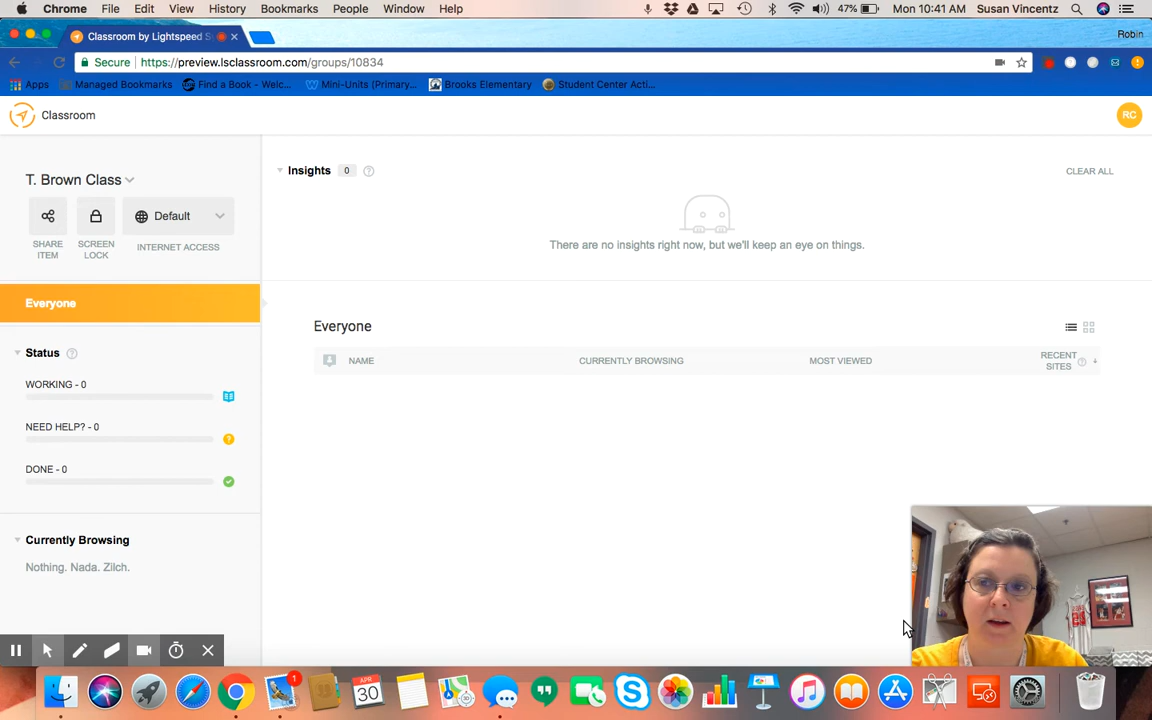 Chrome File Edit View History Bookmarks People Window Help 47% Mon 10:41 AM Susan Vincentz
Classroom by Lightspeed S Robin
Secure https://preview.lsclassroom.com/groups/10834
Apps Managed Bookmarks Find a Book - Welc... Mini-Units (Primary... Brooks Elementary Student Center Acti...
Classroom RC
T. Brown Class
Default
SHARE ITEM
SCREEN LOCK
INTERNET ACCESS
Everyone
Status ?
WORKING - 0
NEED HELP? - 0 ?
DONE - 0
Currently Browsing
Nothing. Nada. Zilch.
Insights 0 ? CLEAR ALL
There are no insights right now, but we'll keep an eye on things.
Everyone
NAME CURRENTLY BROWSING MOST VIEWED RECENT SITES ?
1
APR
30